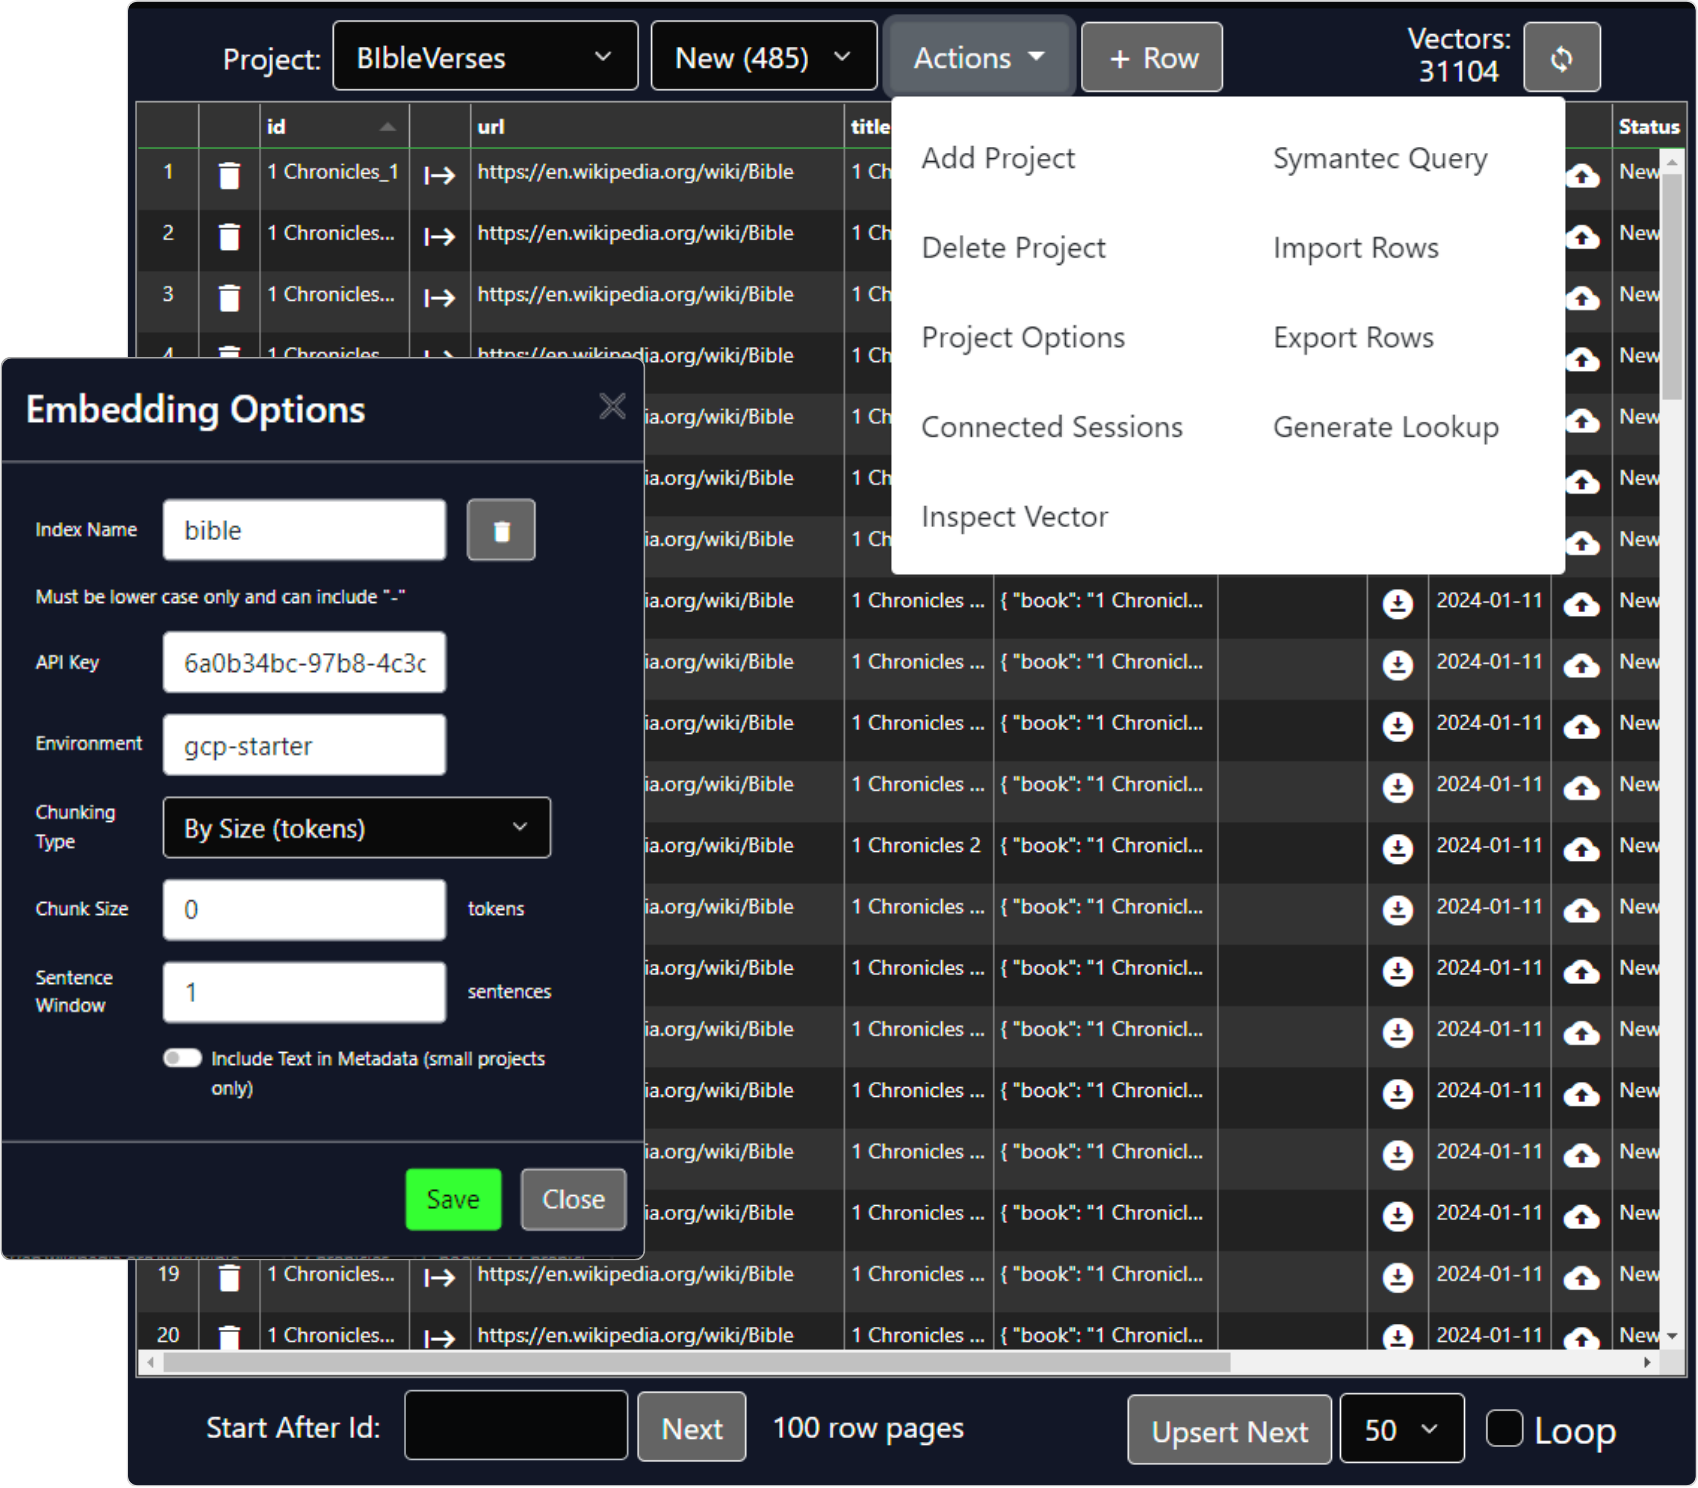 Project: BIbleVerses New (485) Actions + Row Vectors: 31104
id url title Status
1 1 Chronicles_1 https://en.wikipedia.org/wiki/Bible 1 Ch New
2 1 Chronicles... https://en.wikipedia.org/wiki/Bible 1 Ch New
3 1 Chronicles... https://en.wikipedia.org/wiki/Bible 1 Ch New
4 1 Chronicles https://en.wikipedia.org/wiki/Bible 1 Ch New
ia.org/wiki/Bible 1 Ch New
ia.org/wiki/Bible 1 Ch New
ia.org/wiki/Bible 1 Ch New
ia.org/wiki/Bible 1 Chronicles ... { "book": "1 Chronicl... 2024-01-11 New
ia.org/wiki/Bible 1 Chronicles ... { "book": "1 Chronicl... 2024-01-11 New
ia.org/wiki/Bible 1 Chronicles ... { "book": "1 Chronicl... 2024-01-11 New
ia.org/wiki/Bible 1 Chronicles ... { "book": "1 Chronicl... 2024-01-11 New
ia.org/wiki/Bible 1 Chronicles 2 { "book": "1 Chronicl... 2024-01-11 New
ia.org/wiki/Bible 1 Chronicles ... { "book": "1 Chronicl... 2024-01-11 New
ia.org/wiki/Bible 1 Chronicles ... { "book": "1 Chronicl... 2024-01-11 New
ia.org/wiki/Bible 1 Chronicles ... { "book": "1 Chronicl... 2024-01-11 New
ia.org/wiki/Bible 1 Chronicles ... { "book": "1 Chronicl... 2024-01-11 New
ia.org/wiki/Bible 1 Chronicles ... { "book": "1 Chronicl... 2024-01-11 New
ia.org/wiki/Bible 1 Chronicles ... { "book": "1 Chronicl... 2024-01-11 New
19 1 Chronicles... https://en.wikipedia.org/wiki/Bible 1 Chronicles ... { "book": "1 Chronicl... 2024-01-11 New
20 1 Chronicles... https://en.wikipedia.org/wiki/Bible 1 Chronicles ... { "book": "1 Chronicl... 2024-01-11 New
Start After Id: Next 100 row pages Upsert Next 50 Loop
Add Project Symantec Query
Delete Project Import Rows
Project Options Export Rows
Connected Sessions Generate Lookup
Inspect Vector
Embedding Options
Index Name bible
Must be lower case only and can include "-"
API Key 6a0b34bc-97b8-4c3c
Environment gcp-starter
Chunking
Type
By Size (tokens)
Chunk Size 0 tokens
Sentence
Window
1 sentences
Include Text in Metadata (small projects
only)
Save Close